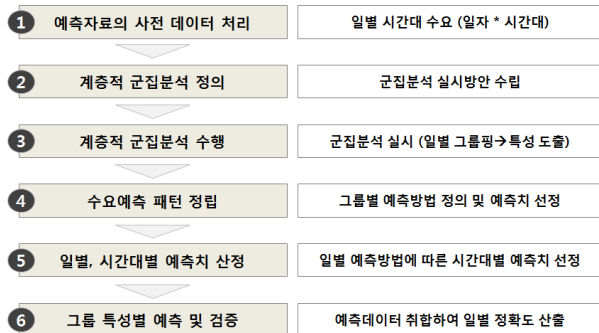 1 예측자료의 사전 데이터 처리 일별 시간대 수요 (일자 * 시간대)
2 계층적 군집분석 정의 군집분석 실시방안 수립
3 계층적 군집분석 수행 군집분석 실시 (일별 그룹핑→특성 도출)
4 수요예측 패턴 정립 그룹별 예측방법 정의 및 예측치 선정
5 일별, 시간대별 예측치 산정 일별 예측방법에 따른 시간대별 예측치 선정
6 그룹 특성별 예측 및 검증 예측데이터 취합하여 일별 정확도 산출